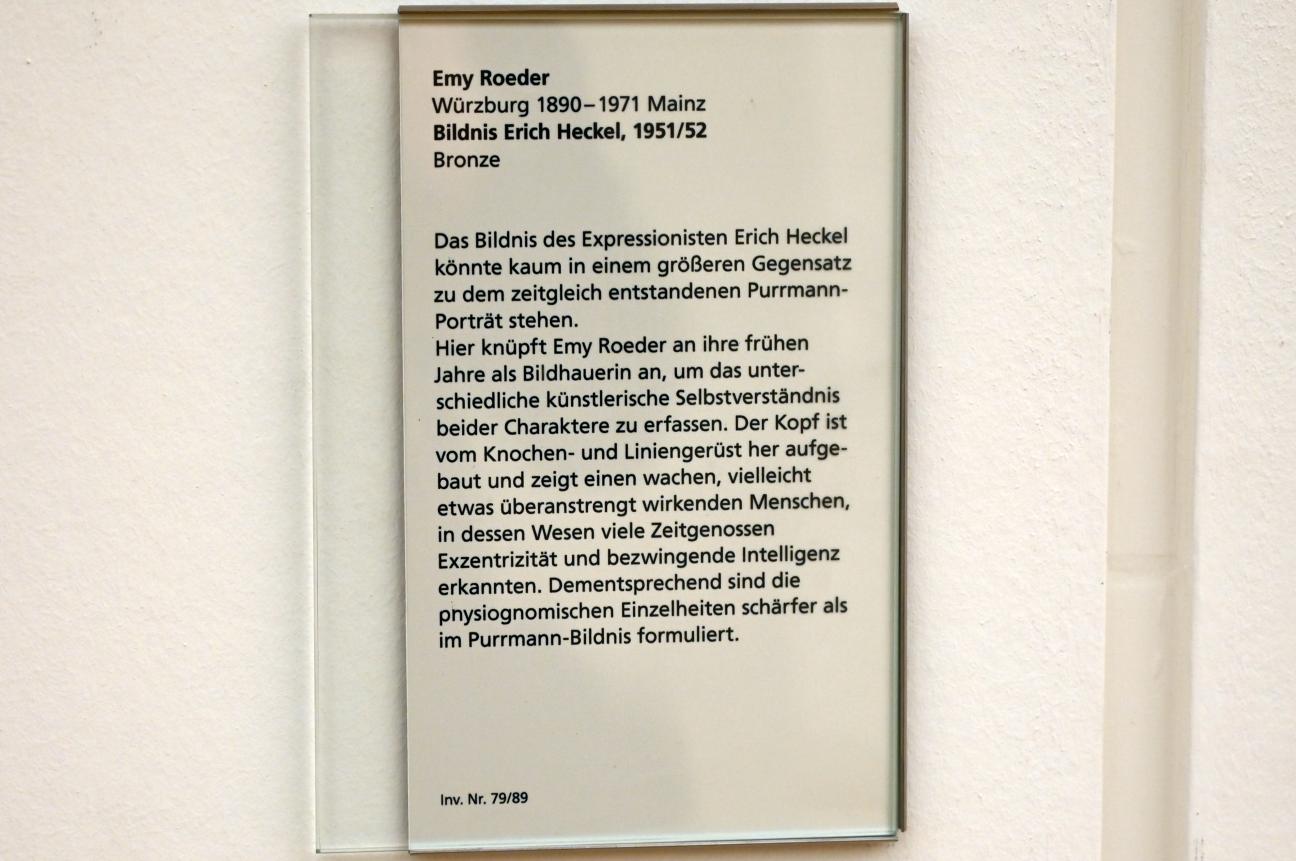 Emy Roeder
Würzburg 1890–1971 Mainz
Bildnis Erich Heckel, 1951/52
Bronze
Das Bildnis des Expressionisten Erich Heckel
könnte kaum in einem größeren Gegensatz
zu dem zeitgleich entstandenen Purrmann-
Porträt stehen.
Hier knüpft Emy Roeder an ihre frühen
Jahre als Bildhauerin an, um das unter-
schiedliche künstlerische Selbstverständnis
beider Charaktere zu erfassen. Der Kopf ist
vom Knochen- und Liniengerüst her aufge-
baut und zeigt einen wachen, vielleicht
etwas überanstrengt wirkenden Menschen,
in dessen Wesen viele Zeitgenossen
Exzentrizität und bezwingende Intelligenz
erkannten. Dementsprechend sind die
physiognomischen Einzelheiten schärfer als
im Purrmann-Bildnis formuliert.
Inv. Nr. 79/89